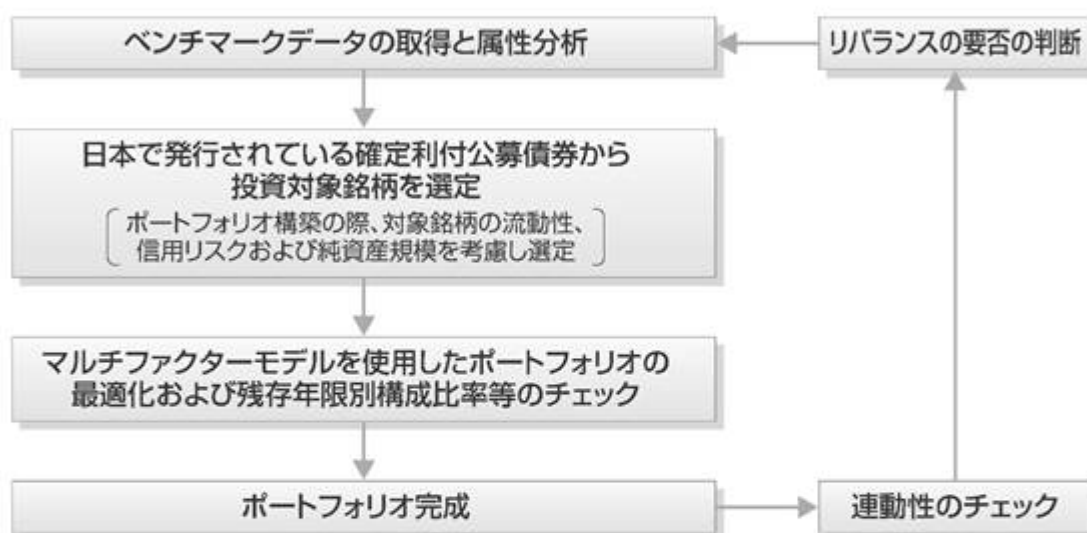 ベンチマークデータの取得と属性分析
リバランスの要否の判断
日本で発行されている確定利付公募債券から
投資対象銘柄を選定
ポートフォリオ構築の際、対象銘柄の流動性、
信用リスクおよび純資産規模を考慮し選定
マルチファクターモデルを使用したポートフォリオの
最適化および残存年限別構成比率等のチェック
ポートフォリオ完成
連動性のチェック